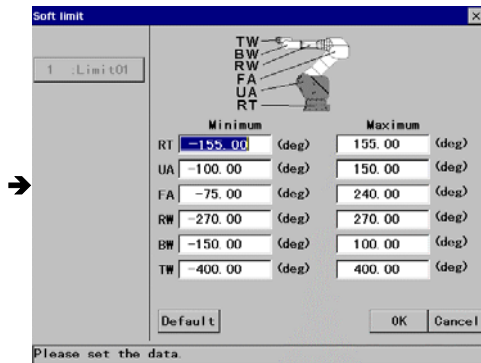 Soft limit
TW
BW
RW
FA
UA
RT
1 :Limit01
Minimum Maximum
RT -155.00 (deg) 155.00 (deg)
UA -100.00 (deg) 150.00 (deg)
FA -75.00 (deg) 240.00 (deg)
RW -270.00 (deg) 270.00 (deg)
BW -150.00 (deg) 100.00 (deg)
TW -400.00 (deg) 400.00 (deg)
Default OK Cancel
Please set the data.